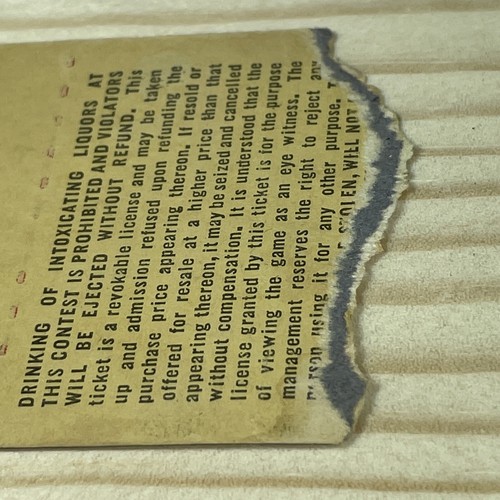 DRINKING OF INTOXICATING LIQUORS AT
THIS CONTEST IS PROHIBITED AND VIOLATORS
WILL BE EJECTED WITHOUT REFUND. This
ticket is a revokable license and may be taken
up and admission refused upon refunding the
purchase price appearing thereon. If resold or
offered for resale at a higher price than that
appearing thereon, it may be seized and cancelled
without compensation. It is understood that the
license granted by this ticket is for the purpose
of viewing the game as an eye witness. The
management reserves the right to reject any
person using it for any other purpose.
WILL NOT